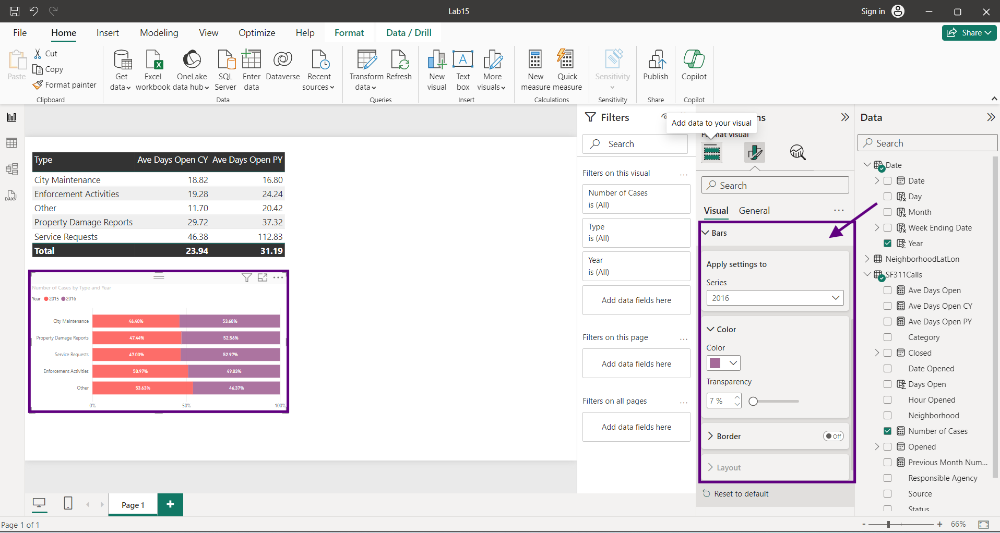 Lab15
Sign in
File Home Insert Modeling View Optimize Help Format Data / Drill
Share
Paste
Cut
Copy
Format painter
Clipboard
Get data
Excel workbook
OneLake data hub
SQL Server
Enter data
Dataverse
Recent sources
Data
Transform data
Refresh
Queries
New visual
Text box
More visuals
Insert
New measure
Quick measure
Calculations
Sensitivity
Sensitivity
Publish
Share
Copilot
Copilot
DAX
Type Ave Days Open CY Ave Days Open PY
City Maintenance 18.82 16.80
Enforcement Activities 19.28 24.24
Other 11.70 20.42
Property Damage Reports 29.72 37.32
Service Requests 46.38 112.83
Total 23.94 31.19
Number of Cases by Type and Year
Year 2015 2016
City Maintenance 46.40% 53.60%
Property Damage Reports 47.44% 52.56%
Service Requests 47.03% 52.97%
Enforcement Activities 50.97% 49.03%
Other 53.63% 46.37%
0% 50% 100%
Filters
Search
Filters on this visual ...
Number of Cases
is (All)
Type
is (All)
Year
is (All)
Add data fields here
Filters on this page ...
Add data fields here
Filters on all pages ...
Add data fields here
Add data to your visual
ns
Format visual
Search
Visual General ...
Bars
Apply settings to
Series
2016
Color
Color
Transparency
7 %
Border Off
Layout
Reset to default
Data
Search
Date
Date
Day
Month
Week Ending Date
Year
NeighborhoodLatLon
SF311Calls
Ave Days Open
Ave Days Open CY
Ave Days Open PY
Category
Closed
Date Opened
Days Open
Hour Opened
Neighborhood
Number of Cases
Opened
Previous Month Num...
Responsible Agency
Source
Status
Page 1
+
Page 1 of 1
- + 66%